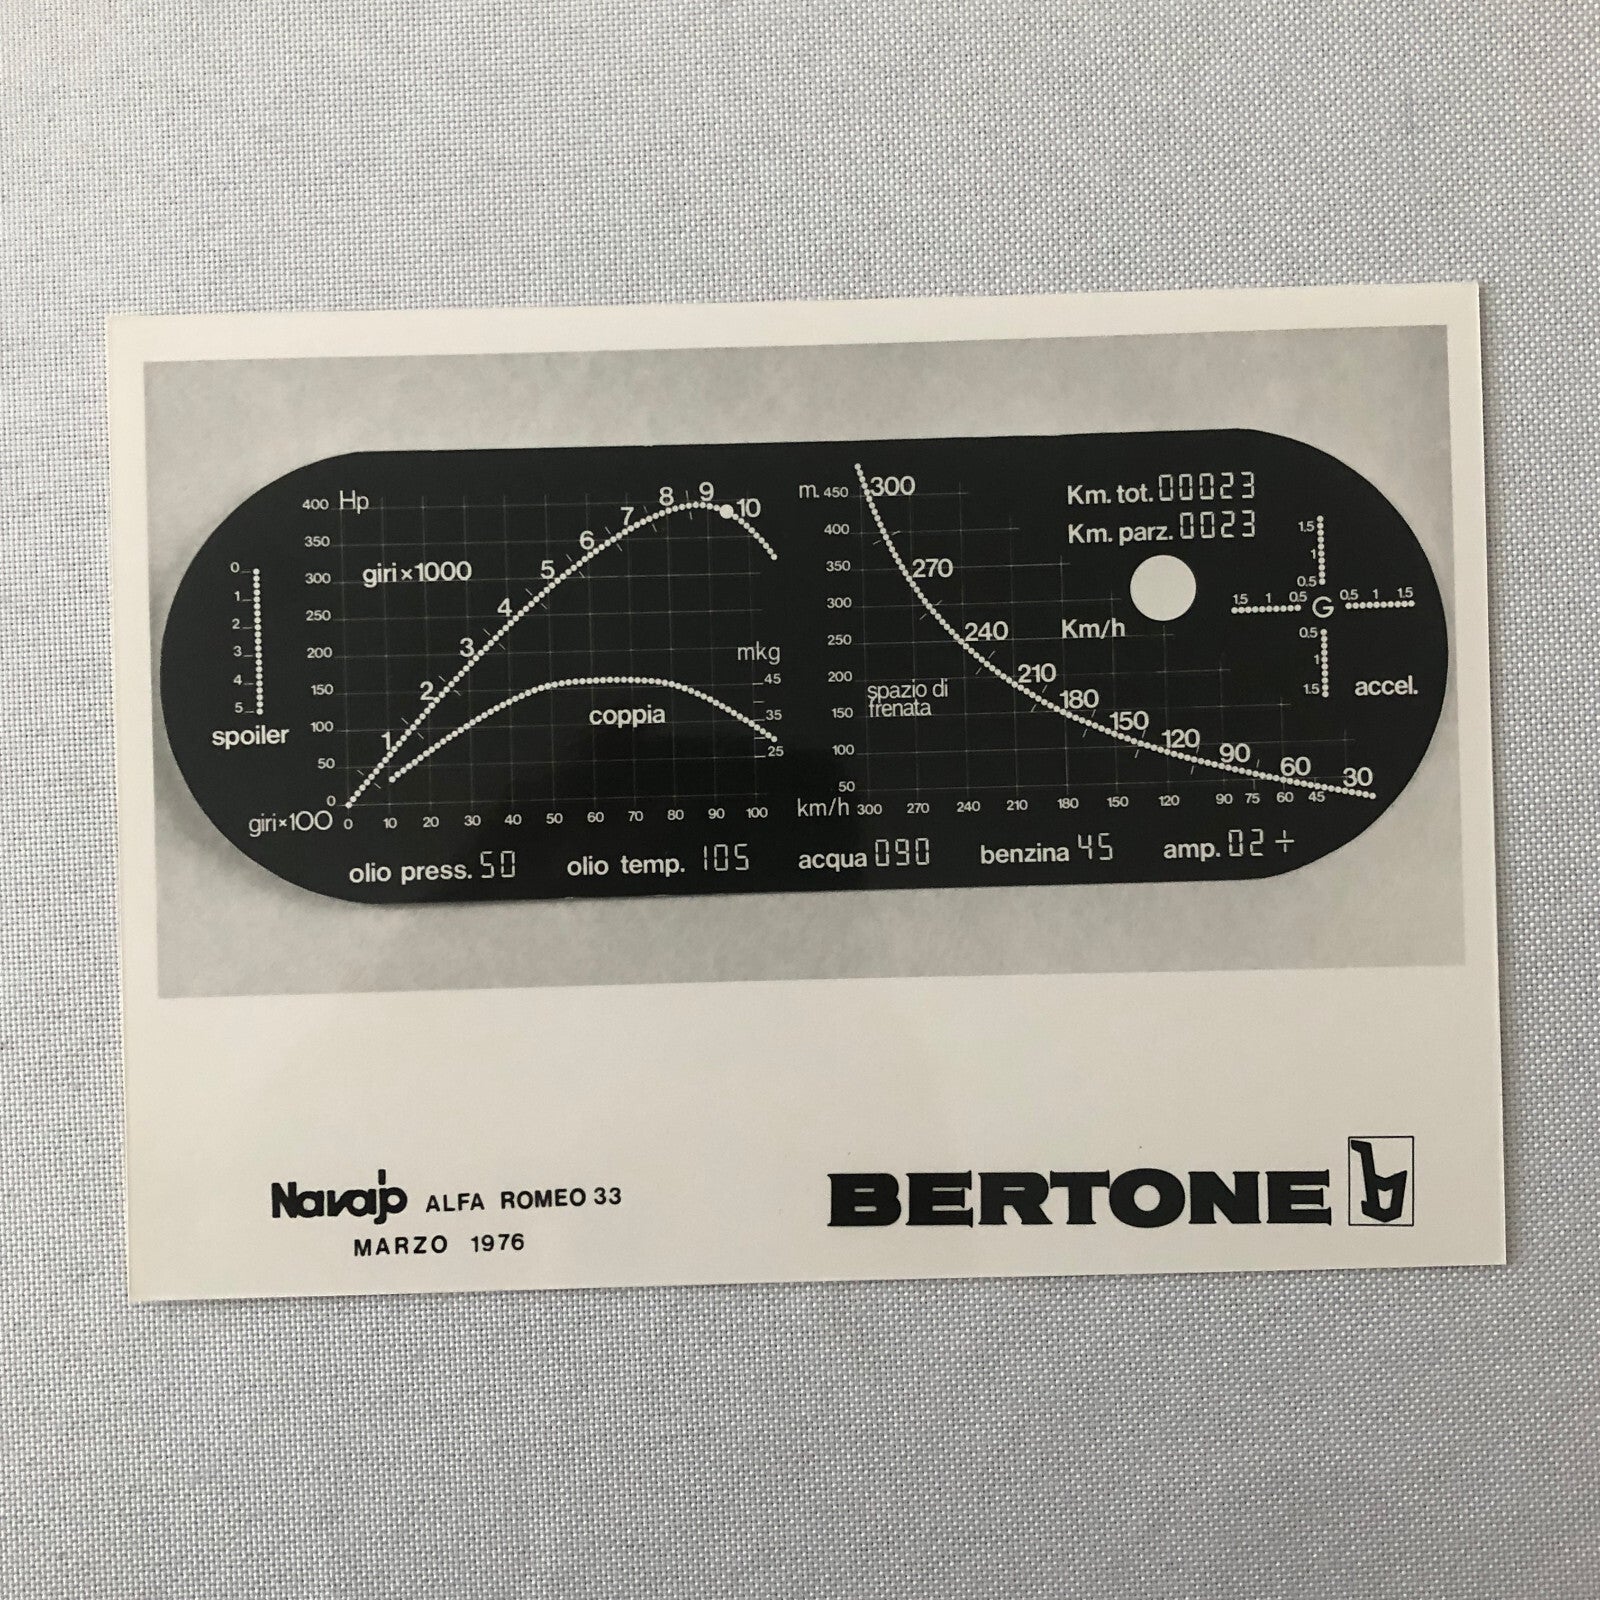 400 Hp
350
300
250
200
150
100
50
0
giri×1000
1
2
3
4
5
6
7
8
9
10
mkg
45
35
25
coppia
giri×100 0 10 20 30 40 50 60 70 80 90 100
0
1
2
3
4
5
spoiler
m. 450
400
350
300
250
200
150
100
50
300
270
240
210
180
150
120
90
60
30
Km/h
spazio di
frenata
km/h 300 270 240 210 180 150 120 90 75 60 45
Km. tot. 00023
Km. parz. 0023
1.5
1
0.5
1.5 1 0.5 G 0.5 1 1.5
0.5
1
1.5
accel.
olio press. 50 olio temp. 105 acqua 090 benzina 45 amp. 02 +
Navajo ALFA ROMEO 33
MARZO 1976
BERTONE b